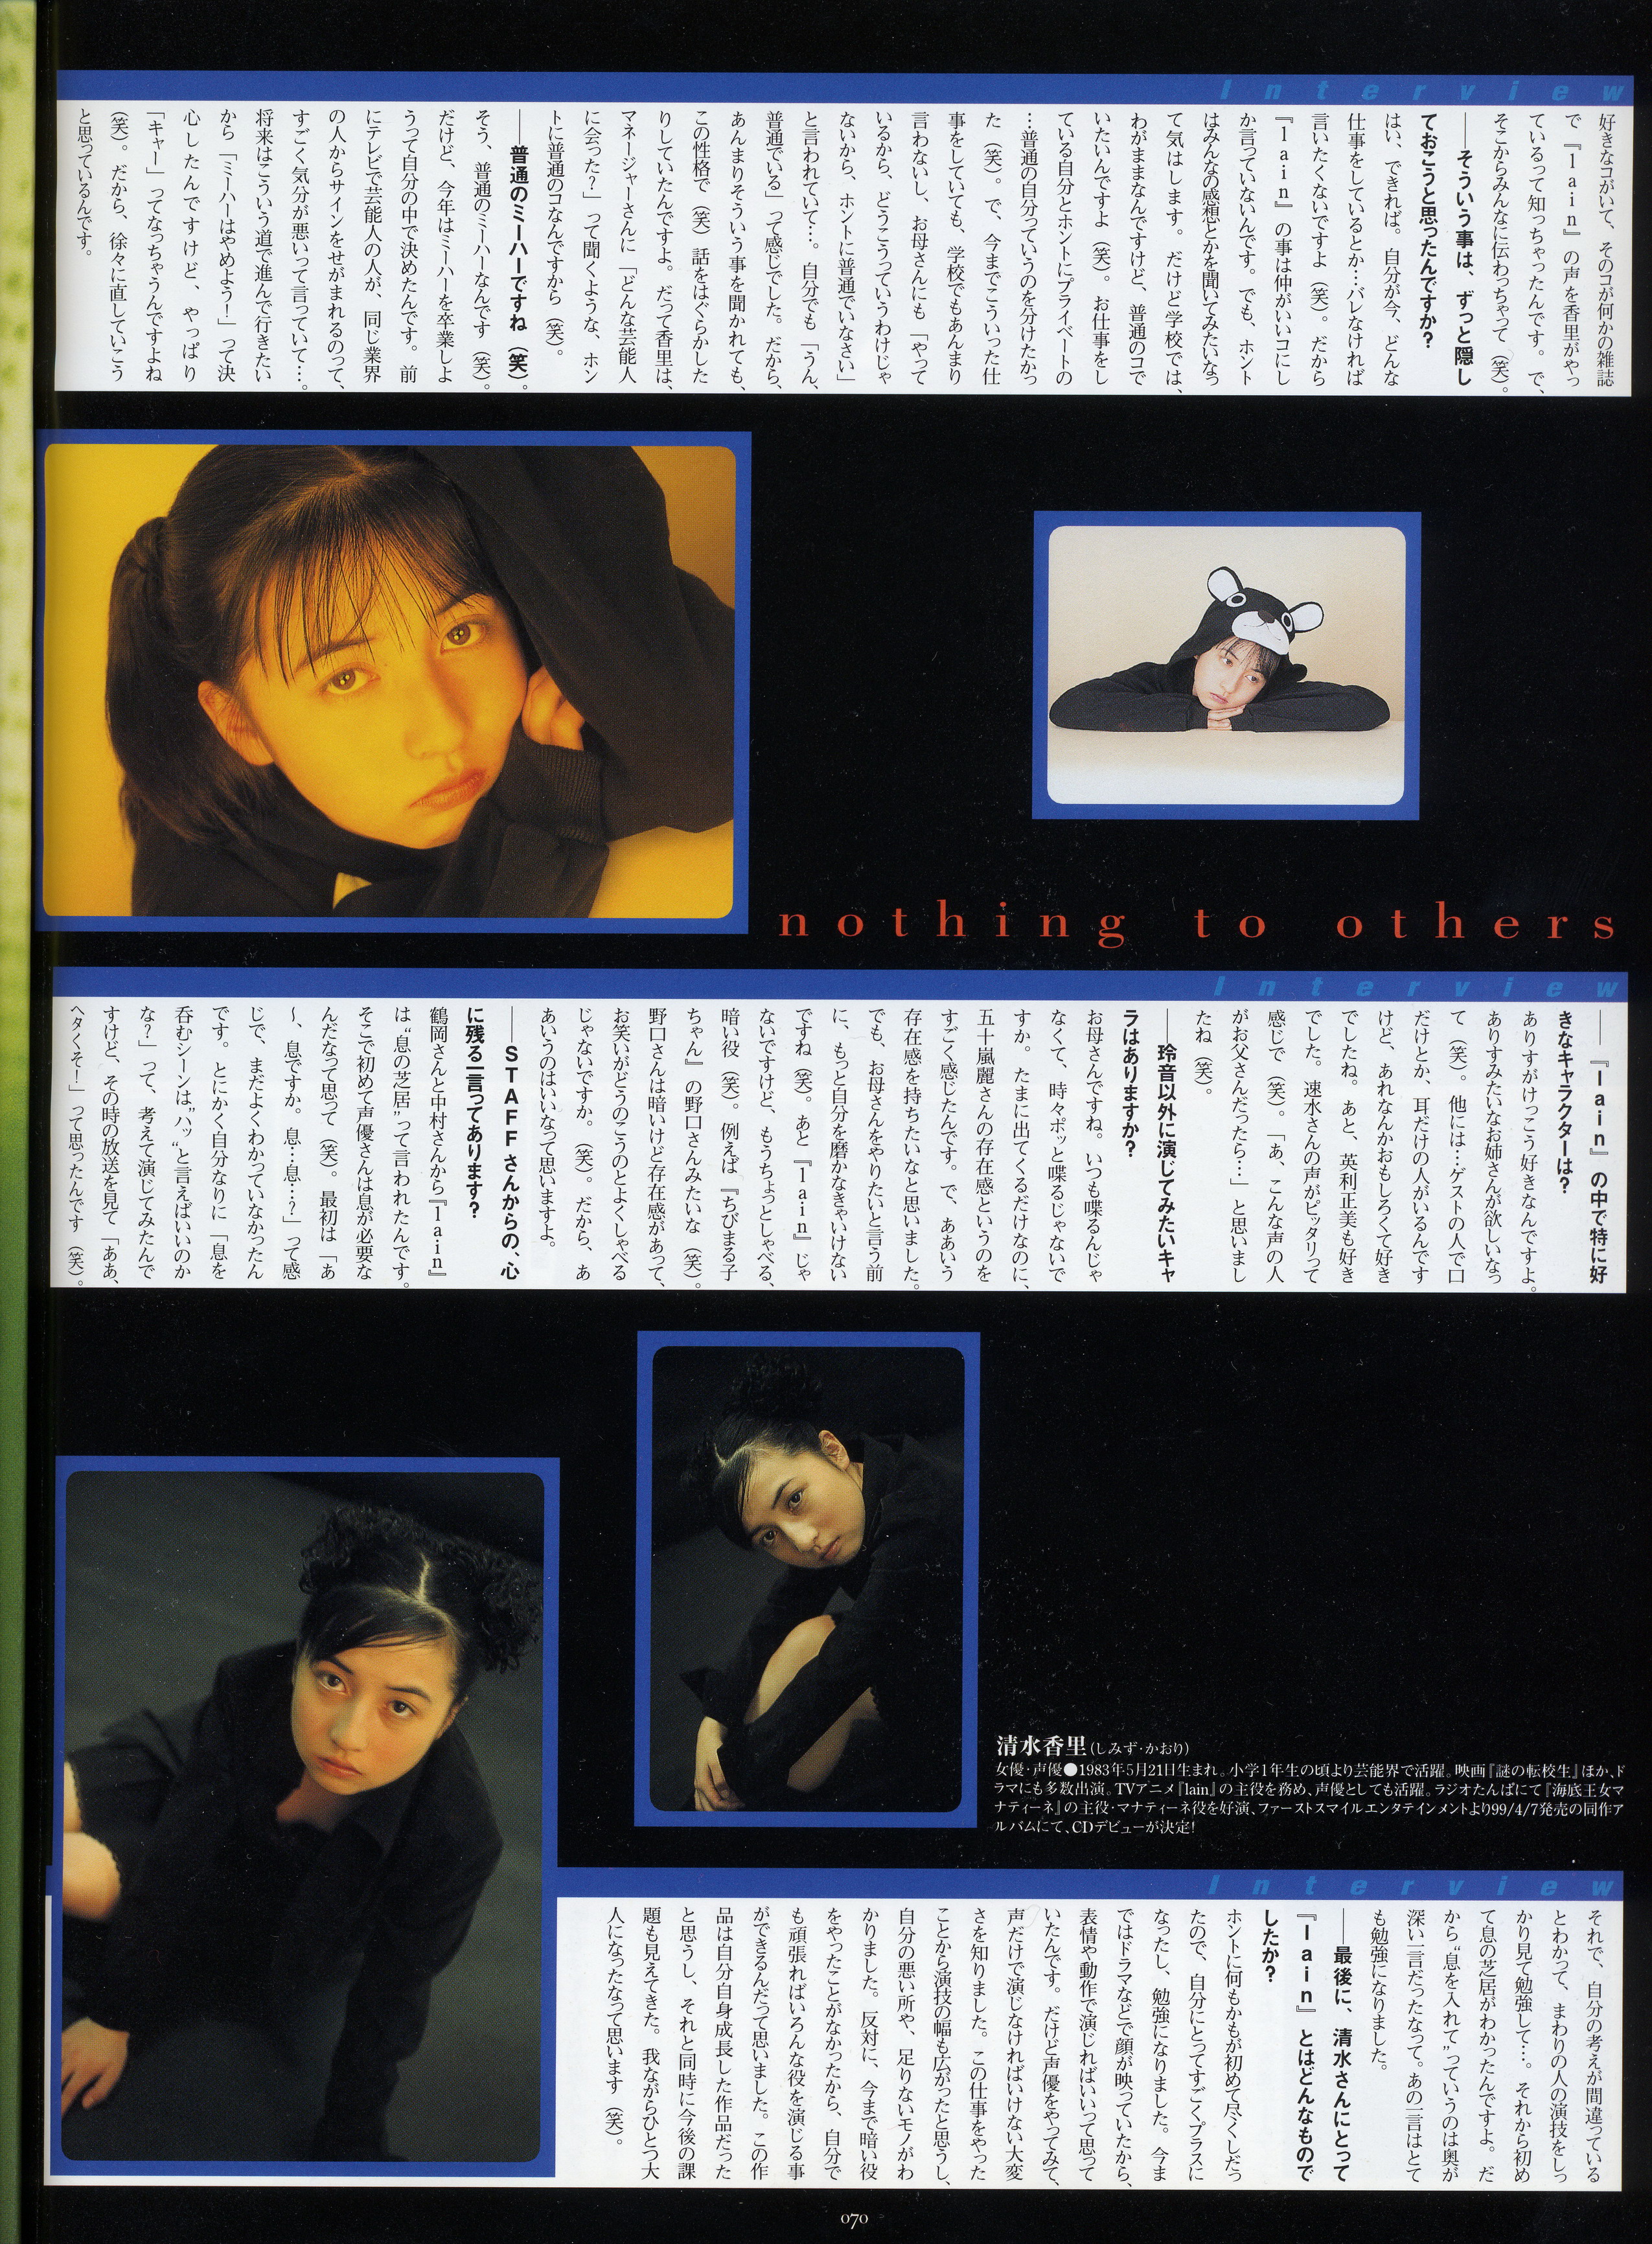 Interview
好きなコがいて、そのコが何かの雑誌
で『lain』の声を香里がやっ
ているって知っちゃったんです。で、
そこからみんなに伝わっちゃって（笑）。
――そういう事は、ずっと隠し
ておこうと思ったんですか？
はい、できれば。自分が今、どんな
仕事をしているとか…バレなければ
言いたくないですよ（笑）。だから
『lain』の事は仲がいいコにし
か言っていないんです。でも、ホント
はみんなの感想とかを聞いてみたいなっ
て気はします。だけど学校では、
わがままなんですけど、普通のコで
いたいんですよ（笑）。お仕事をし
ている自分とホントにプライベートの
…普通の自分っていうのを分けたかっ
た（笑）。で、今までこういった仕
事をしていても、学校でもあんまり
言わないし、お母さんにも「やって
いるから、どうこうっていうわけじゃ
ないから、ホントに普通でいなさい」
と言われていて…。自分でも「うん、
普通でいる」って感じでした。だから、
あんまりそういう事を聞かれても、
この性格で（笑）話をはぐらかした
りしていたんですよ。だって香里は、
マネージャーさんに「どんな芸能人
に会った？」って聞くような、ホン
トに普通のコなんですから（笑）。
――普通のミーハーですね（笑）。
そう、普通のミーハーなんです（笑）。
だけど、今年はミーハーを卒業しよ
うって自分の中で決めたんです。前
にテレビで芸能人の人が、同じ業界
の人からサインをせがまれるのって、
すごく気分が悪いって言っていて…。
将来はこういう道で進んで行きたい
から「ミーハーはやめよう！」って決
心したんですけど、やっぱり
「キャー」ってなっちゃうんですよね
（笑）。だから、徐々に直していこう
と思っているんです。
nothing to others
Interview
――『lain』の中で特に好
きなキャラクターは？
ありすがけっこう好きなんですよ。
ありすみたいなお姉さんが欲しいなっ
て（笑）。他には…ゲストの人で口
だけとか、耳だけの人がいるんです
けど、あれなんかおもしろくて好き
でしたね。あと、英利正美も好き
でした。速水さんの声がピッタリって
感じで（笑）。「あ、こんな声の人
がお父さんだったら…」と思いまし
たね（笑）。
――玲音以外に演じてみたいキャ
ラはありますか？
お母さんですね。いつも喋るんじゃ
なくて、時々ポッと喋るじゃないで
すか。たまに出てくるだけなのに、
五十嵐麗さんの存在感というのを
すごく感じたんです。で、ああいう
存在感を持ちたいなと思いました。
でも、お母さんをやりたいと言う前
に、もっと自分を磨かなきゃいけない
ですね（笑）。あと『lain』じゃ
ないですけど、もうちょっとしゃべる、
暗い役（笑）。例えば『ちびまる子
ちゃん』の野口さんみたいな（笑）。
野口さんは暗いけど存在感があって、
お笑いがどうのこうのとよくしゃべる
じゃないですか。（笑）。だから、あ
あいうのはいいなって思いますよ。
――STAFFさんからの、心
に残る一言ってあります？
鶴岡さんと中村さんから『lain』
は“息の芝居”って言われたんです。
そこで初めて声優さんは息が必要な
んだなって思って（笑）。最初は「あ
～、息ですか。息…息…？」って感
じで、まだよくわかっていなかったん
です。とにかく自分なりに「息を
呑むシーンは“ハッ”と言えばいいのか
な？」って、考えて演じてみたんで
すけど、その時の放送を見て「ああ、
ヘタくそ！」って思ったんです（笑）。
清水香里(しみず･かおり)
女優･声優●1983年5月21日生まれ。小学1年生の頃より芸能界で活躍。映画『謎の転校生』ほか、ド
ラマにも多数出演。TVアニメ『lain』の主役を務め、声優としても活躍。ラジオたんぱにて『海底王女マ
ナティーネ』の主役･マナティーネ役を好演、ファーストスマイルエンタテインメントより99/4/7発売の同作ア
ルバムにて、CDデビューが決定!
Interview
それで、自分の考えが間違っている
とわかって、まわりの人の演技をしっ
かり見て勉強して…。それから初め
て息の芝居がわかったんですよ。だ
から“息を入れて”っていうのは奥が
深い一言だったなって。あの一言はとて
も勉強になりました。
――最後に、清水さんにとって
『lain』とはどんなもので
したか？
ホントに何もかもが初めて尽くしだっ
たので、自分にとってすごくプラスに
なったし、勉強になりました。今ま
ではドラマなどで顔が映っていたから、
表情や動作で演じればいいって思って
いたんです。だけど声優をやってみて、
声だけで演じなければいけない大変
さを知りました。この仕事をやった
ことから演技の幅も広がったと思うし、
自分の悪い所や、足りないモノがわ
かりました。反対に、今まで暗い役
をやったことがなかったから、自分で
も頑張ればいろんな役を演じる事
ができるんだって思いました。この作
品は自分自身成長した作品だった
と思うし、それと同時に今後の課
題も見えてきた。我ながらひとつ大
人になったなって思います（笑）。
070